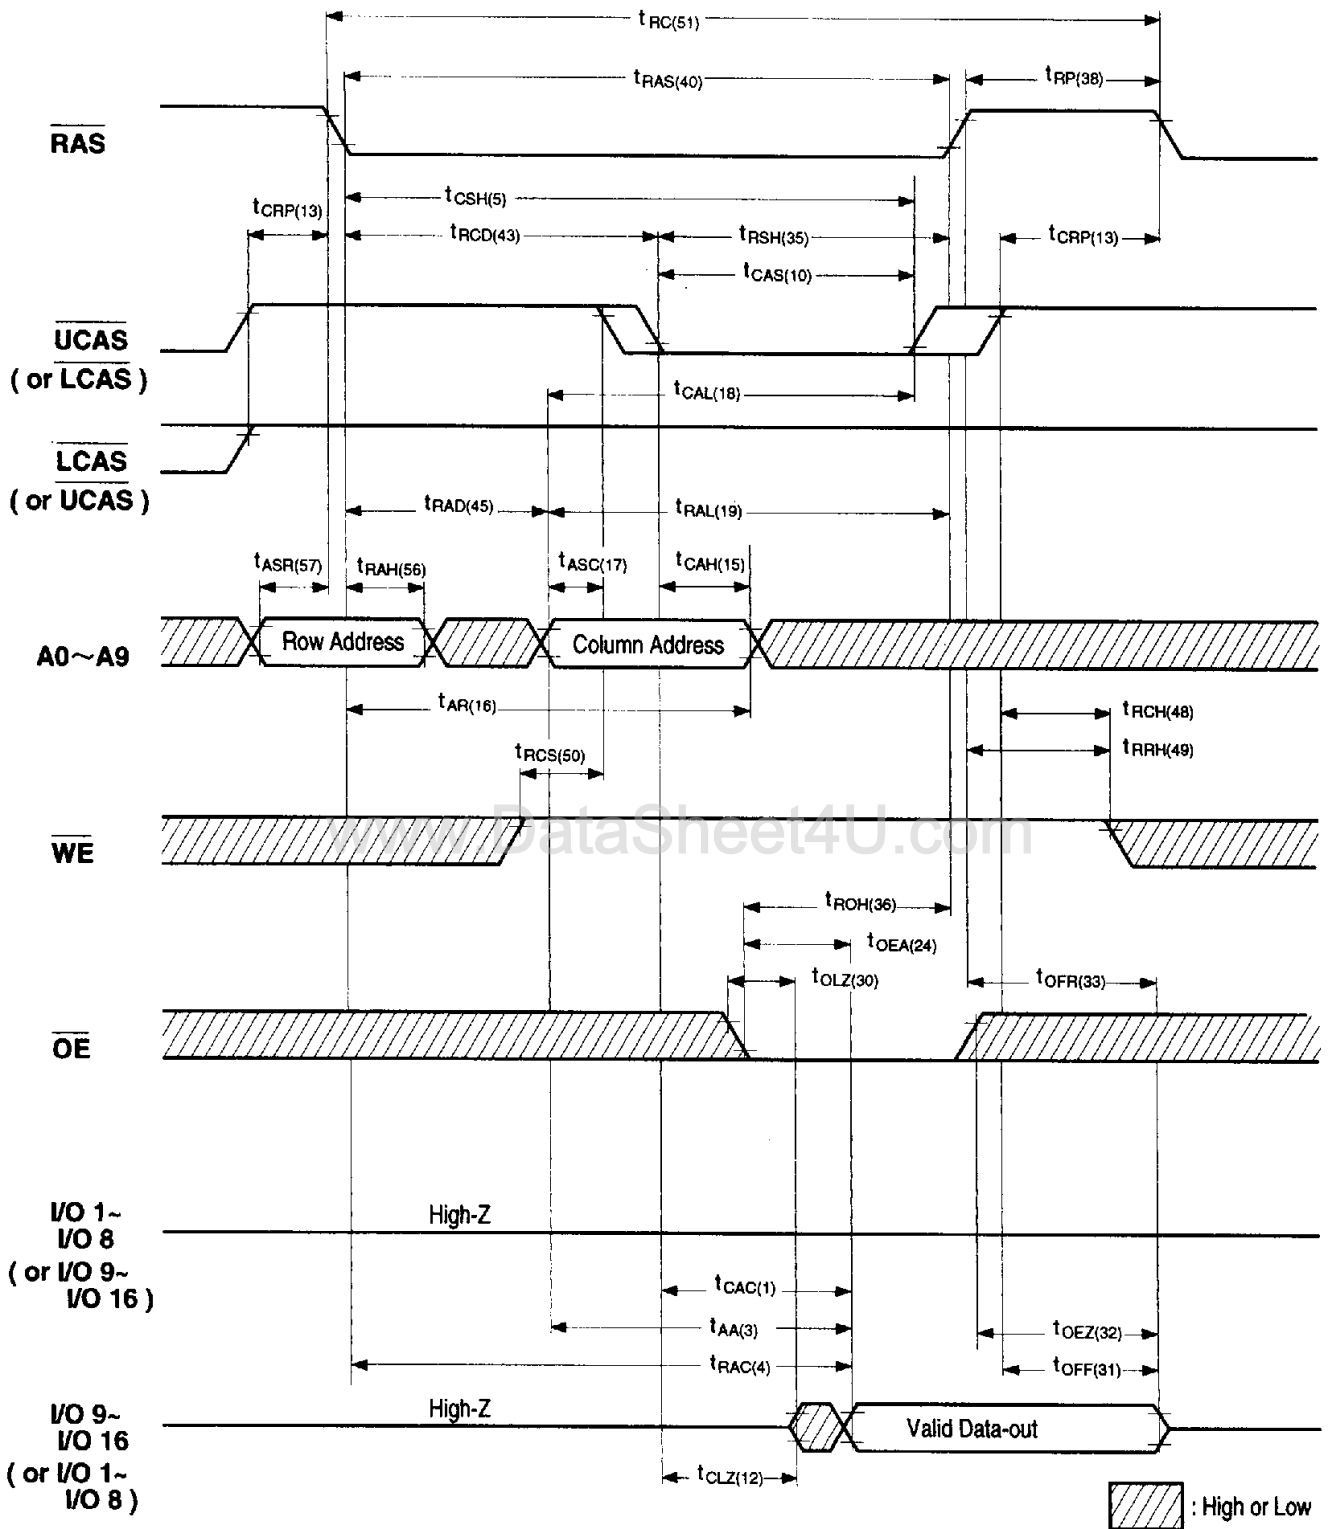 tRC(51)
tRAS(40)
tRP(38)
RAS
tCSH(5)
tCRP(13)
tRCD(43)
tRSH(35)
tCRP(13)
tCAS(10)
UCAS
( or LCAS )
tCAL(18)
LCAS
( or UCAS )
tRAD(45)
tRAL(19)
tASR(57)
tRAH(56)
tASC(17)
tCAH(15)
A0~A9
Row Address
Column Address
tAR(16)
tRCH(48)
tRCS(50)
tRRH(49)
www.DataSheet4U.com
WE
tROH(36)
tOEA(24)
tOLZ(30)
tOFR(33)
OE
I/O 1~
I/O 8
( or I/O 9~
I/O 16 )
High-Z
tCAC(1)
tAA(3)
tOEZ(32)
tRAC(4)
tOFF(31)
I/O 9~
I/O 16
( or I/O 1~
I/O 8 )
High-Z
Valid Data-out
tCLZ(12)
: High or Low